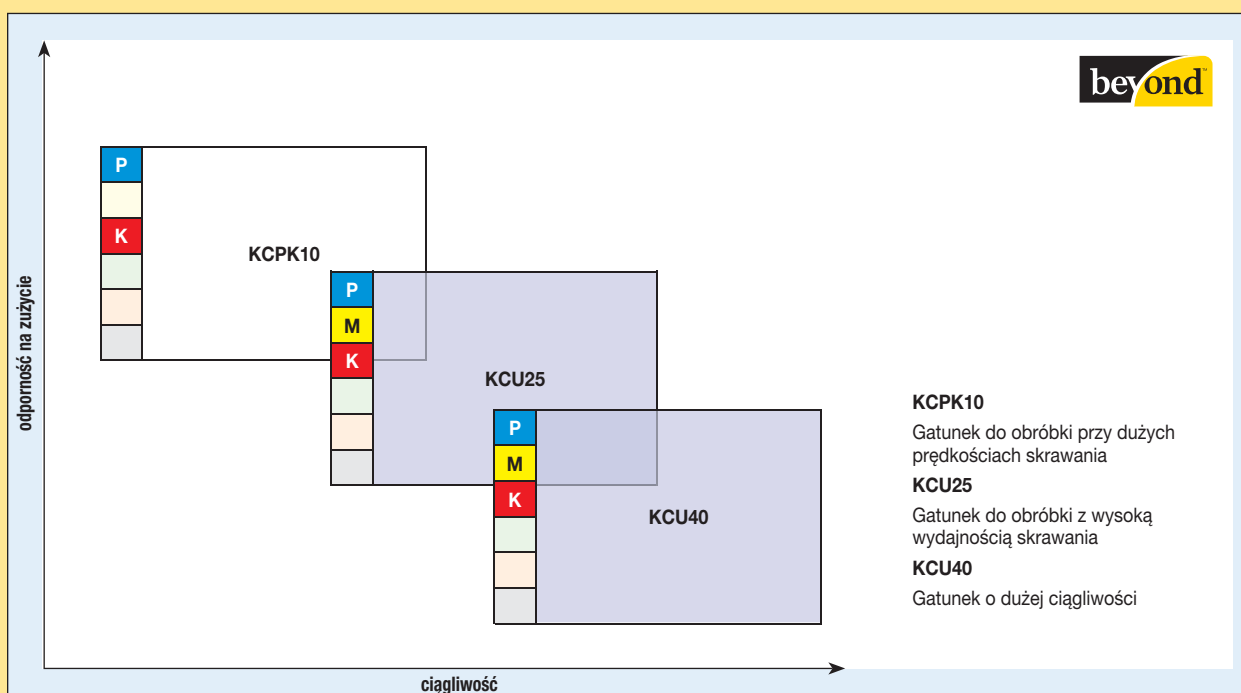 beyond™
P
K
KCPK10
P
M
K
KCU25
P
M
K
KCU40
odporność na zużycie
ciągliwość
KCPK10
Gatunek do obróbki przy dużych
prędkościach skrawania
KCU25
Gatunek do obróbki z wysoką
wydajnością skrawania
KCU40
Gatunek o dużej ciągliwości